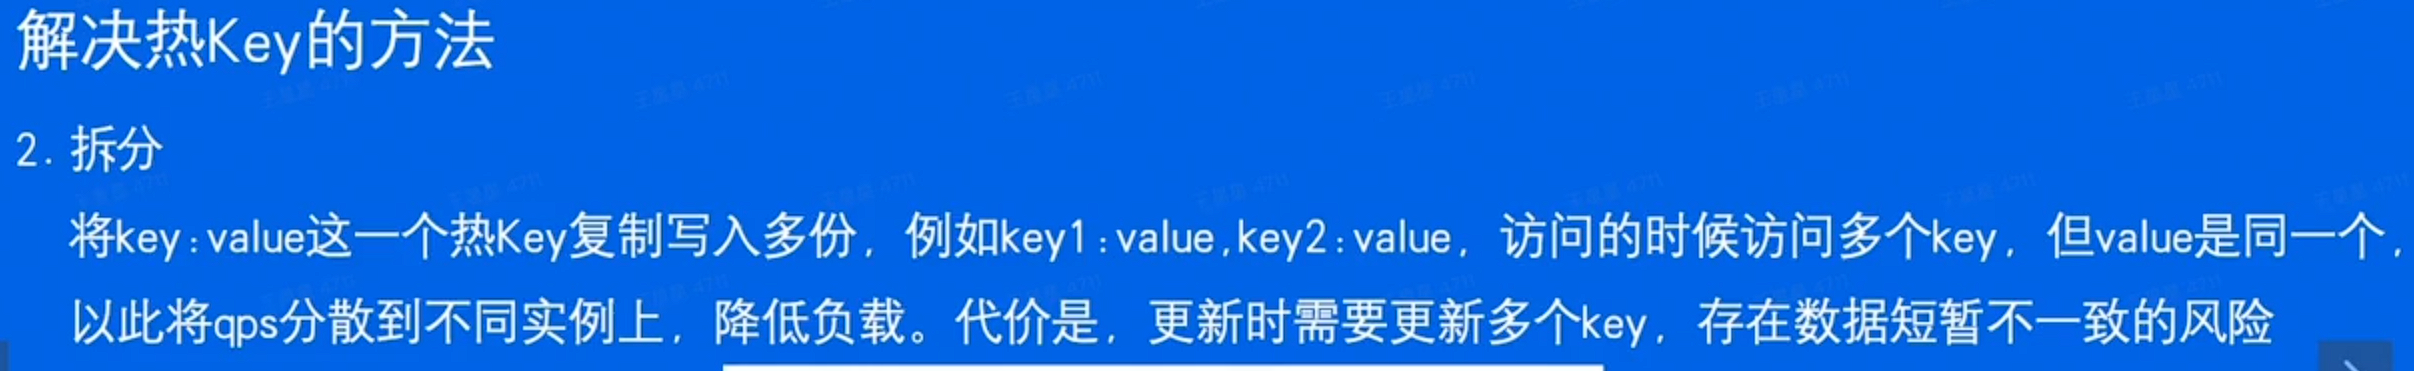 解决热Key的方法
2. 拆分
将key:value这一个热Key复制写入多份，例如key1:value,key2:value，访问的时候访问多个key，但value是同一个，
以此将qps分散到不同实例上，降低负载。代价是，更新时需要更新多个key，存在数据短暂不一致的风险